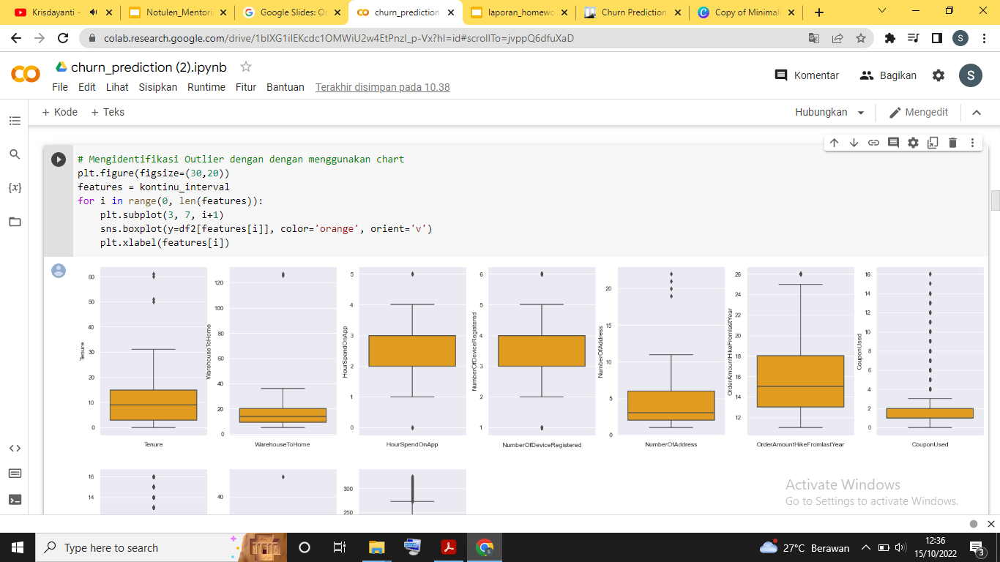 Krisdayanti -
Notulen_Mentori
Google Slides: O
churn_prediction
laporan_homewo
Churn Prediction
Copy of Minimali
colab.research.google.com/drive/1bIXG1iIEKcdc1OMWiU2w4EtPnzI_p-Vx?hl=id#scrollTo=jvppQ6dfuXaD
S
churn_prediction (2).ipynb
File Edit Lihat Sisipkan Runtime Fitur Bantuan Terakhir disimpan pada 10.38
Komentar
Bagikan
S
+ Kode + Teks
Hubungkan
Mengedit
# Mengidentifikasi Outlier dengan dengan menggunakan chart
plt.figure(figsize=(30,20))
features = kontinu_interval
for i in range(0, len(features)):
    plt.subplot(3, 7, i+1)
    sns.boxplot(y=df2[features[i]], color='orange', orient='v')
    plt.xlabel(features[i])
{x}
60
50
40
30
20
10
0
Tenure
Tenure
120
100
80
60
40
20
0
WarehouseToHome
WarehouseToHome
5
4
3
2
1
0
HourSpendOnApp
HourSpendOnApp
6
5
4
3
2
1
NumberOfDeviceRegistered
NumberOfDeviceRegistered
20
15
10
5
0
NumberOfAddress
NumberOfAddress
26
24
22
20
18
16
14
12
OrderAmountHikeFromlastYear
OrderAmountHikeFromlastYear
16
14
12
10
8
6
4
2
0
CouponUsed
CouponUsed
16
14
40
300
250
Activate Windows
Go to Settings to activate Windows.
Type here to search
27°C Berawan
12:36
15/10/2022
3